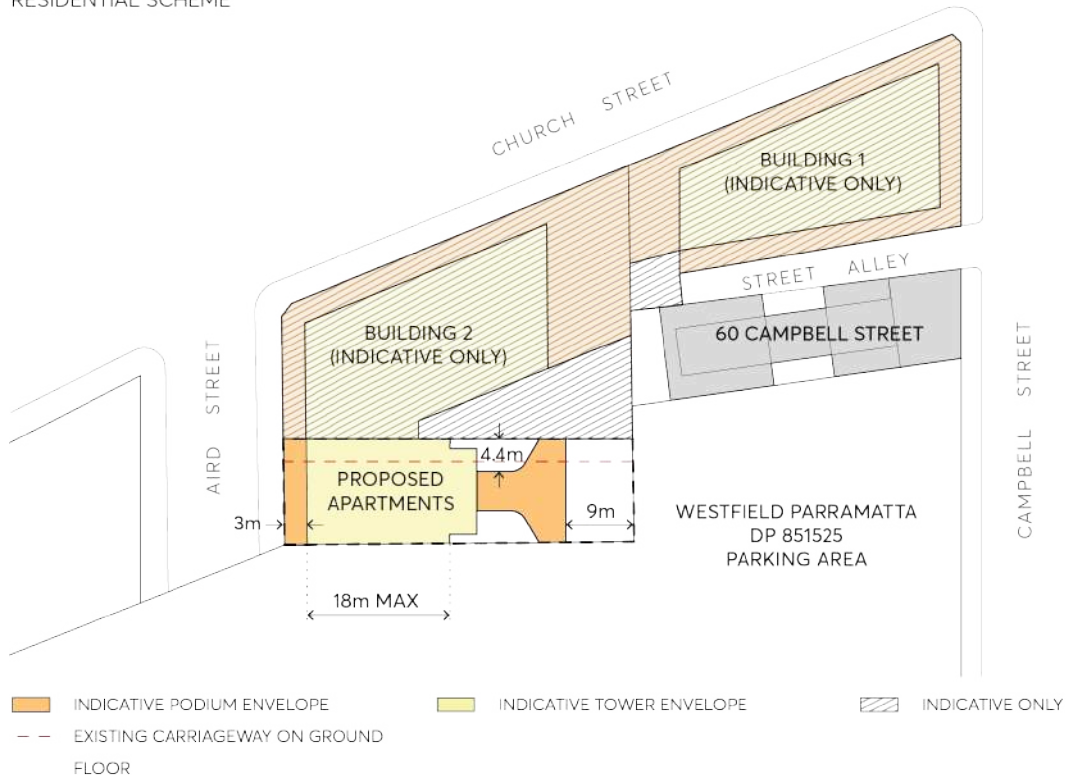 RESIDENTIAL SCHEME
CHURCH STREET
BUILDING 1
(INDICATIVE ONLY)
STREET ALLEY
60 CAMPBELL STREET
BUILDING 2
(INDICATIVE ONLY)
AIRD STREET
CAMPBELL STREET
4.4m
PROPOSED
APARTMENTS
3m
9m
WESTFIELD PARRAMATTA
DP 851525
PARKING AREA
18m MAX
INDICATIVE PODIUM ENVELOPE
INDICATIVE TOWER ENVELOPE
INDICATIVE ONLY
EXISTING CARRIAGEWAY ON GROUND
FLOOR